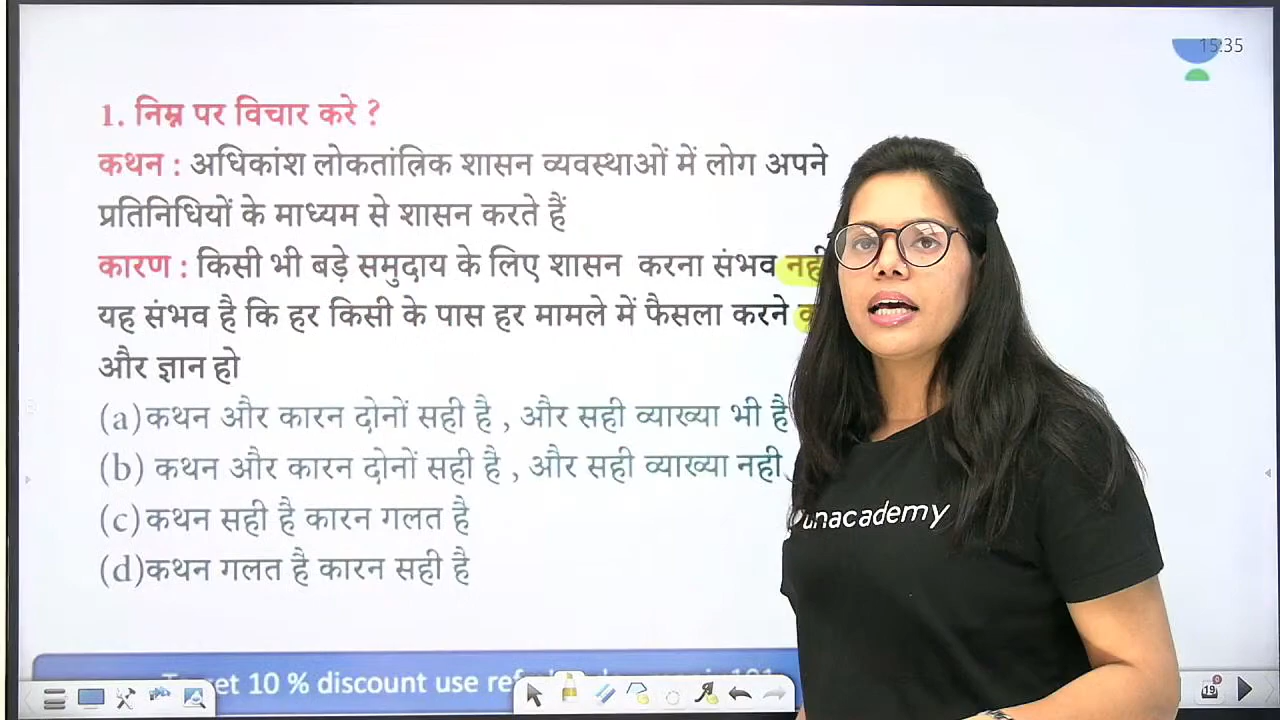 15:35
1. निम्न पर विचार करे ?
कथन : अधिकांश लोकतांत्रिक शासन व्यवस्थाओं में लोग अपने
प्रतिनिधियों के माध्यम से शासन करते हैं
कारण : किसी भी बड़े समुदाय के लिए शासन करना संभव नहीं
यह संभव है कि हर किसी के पास हर मामले में फैसला करने
और ज्ञान हो
(a)कथन और कारन दोनों सही है , और सही व्याख्या भी है
(b) कथन और कारन दोनों सही है , और सही व्याख्या नही
(c)कथन सही है कारन गलत है
(d)कथन गलत है कारन सही है
unacademy
get 10 % discount use
19